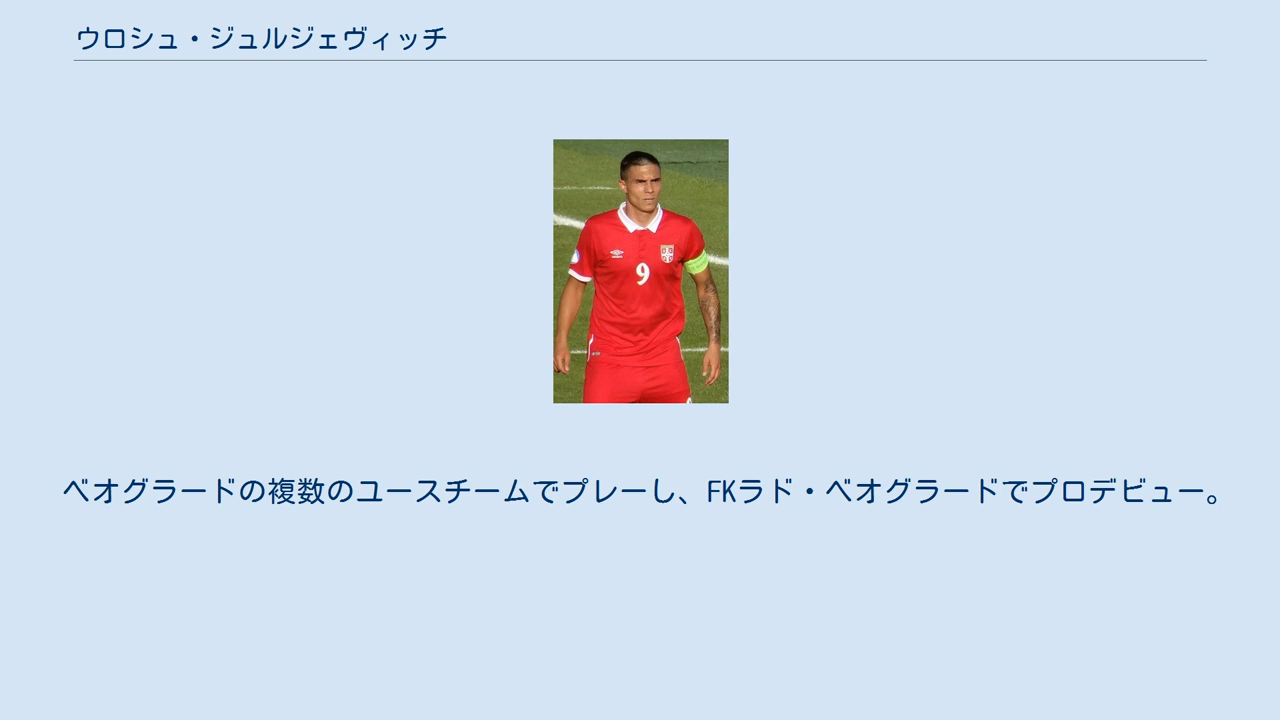 ウロシュ・ジュルジェヴィッチ
9
ベオグラードの複数のユースチームでプレーし、FKラド・ベオグラードでプロデビュー。